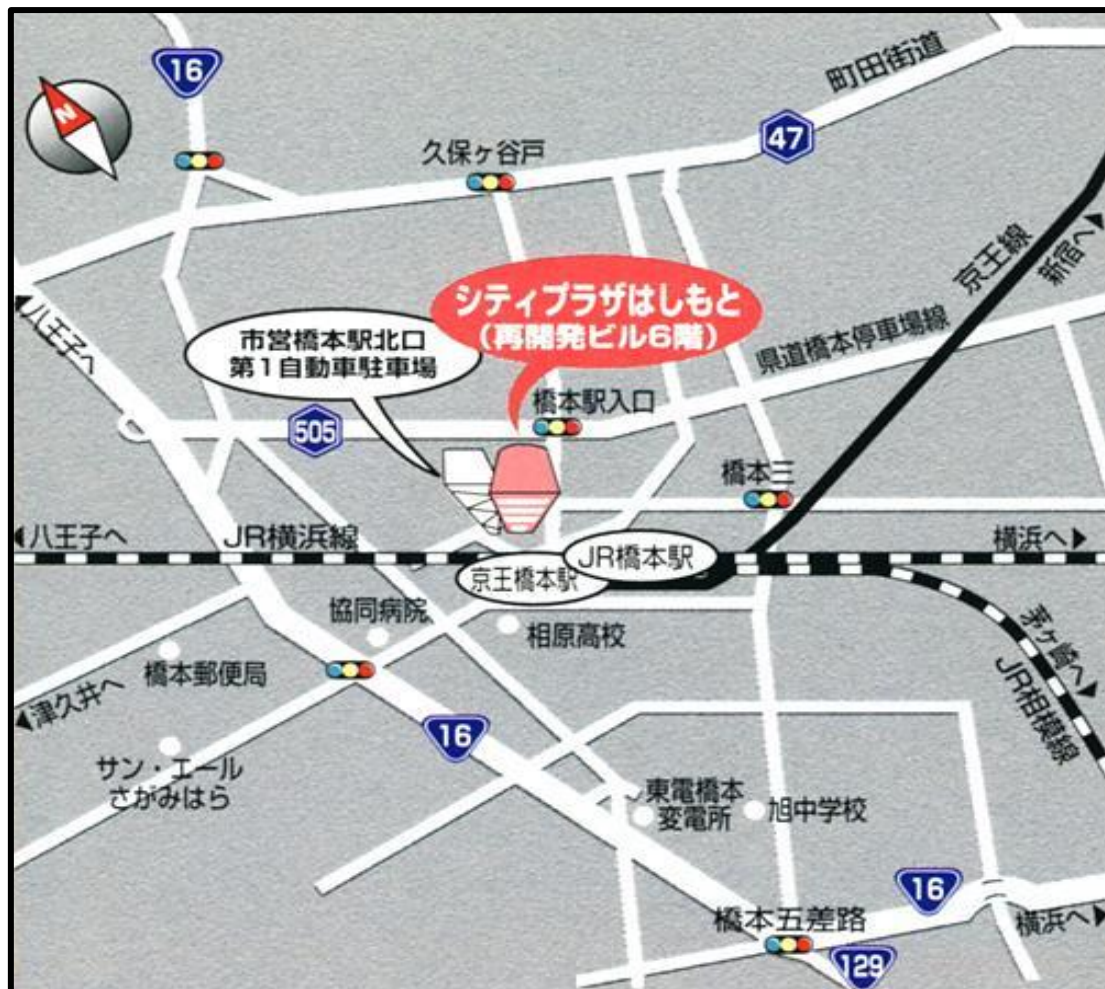 16
N
町田街道
47
久保ヶ谷戸
京王線
新宿へ
八王子へ
シティプラザはしもと
(再開発ビル6階)
市営橋本駅北口
第1自動車駐車場
県道橋本停車場線
橋本駅入口
505
橋本三
八王子へ
JR横浜線
JR橋本駅
横浜へ
京王橋本駅
協同病院
相原高校
茅ヶ崎へ
橋本郵便局
JR相模線
津久井へ
16
サン・エール
さがみはら
東電橋本
変電所
旭中学校
16
橋本五差路
横浜へ
129